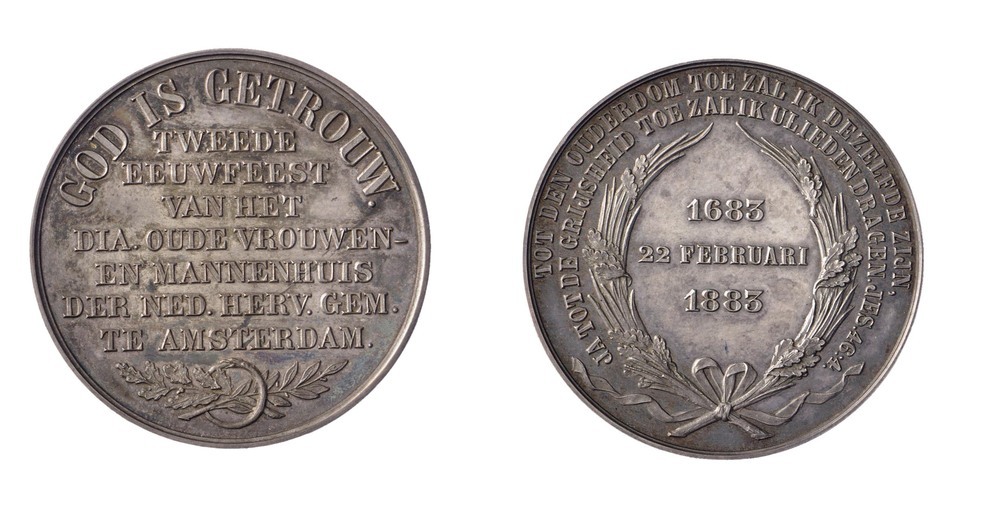 GOD IS GETROUW.
TWEEDE
EEUWFEEST
VAN HET
DIA. OUDE VROUWEN-
EN MANNENHUIS
DER NED. HERV. GEM.
TE AMSTERDAM.
TOT DEN OUDERDOM TOE ZAL IK DEZELFDE ZIJN,
JA TOT DE GRIJSHEID TOE ZAL IK ULIEDEN DRAGEN. JES. 46:4
1683
22 FEBRUARI
1883